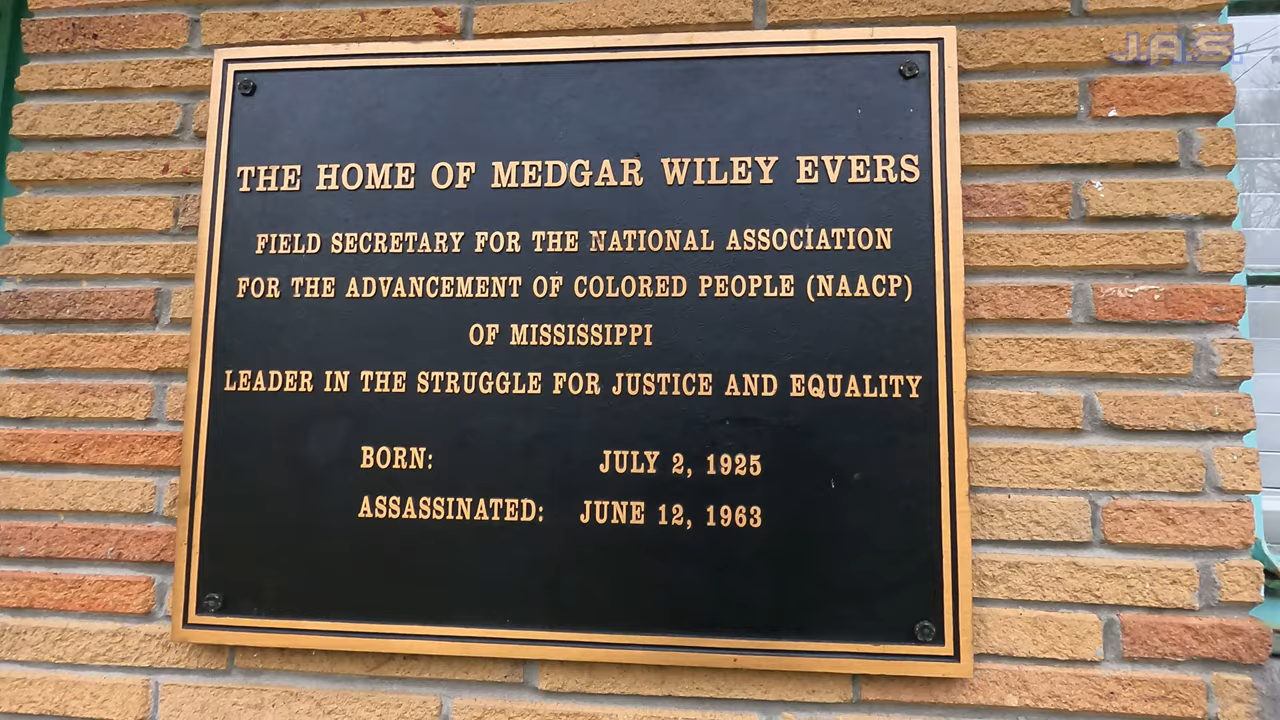 J.A.S.
THE HOME OF MEDGAR WILEY EVERS
FIELD SECRETARY FOR THE NATIONAL ASSOCIATION
FOR THE ADVANCEMENT OF COLORED PEOPLE (NAACP)
OF MISSISSIPPI
LEADER IN THE STRUGGLE FOR JUSTICE AND EQUALITY
BORN: JULY 2, 1925
ASSASSINATED: JUNE 12, 1963